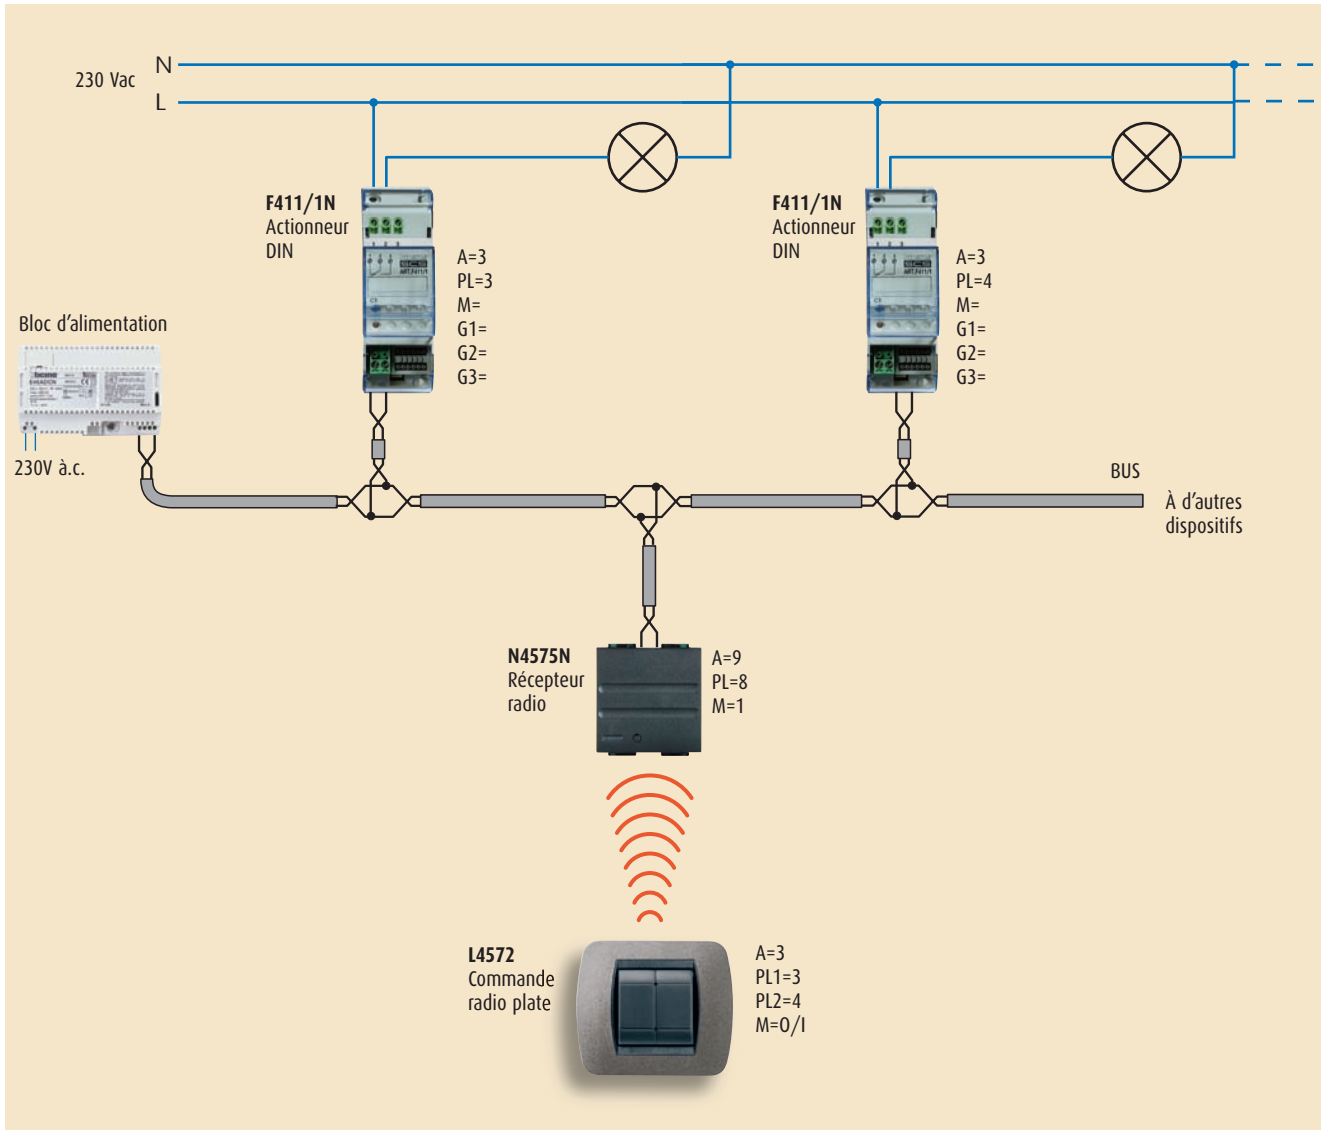 230 Vac
N
L
F411/1N
Actionneur
DIN
A=3
PL=3
M=
G1=
G2=
G3=
F411/1N
Actionneur
DIN
A=3
PL=4
M=
G1=
G2=
G3=
Bloc d'alimentation
230V à.c.
BUS
À d'autres
dispositifs
N4575N
Récepteur
radio
A=9
PL=8
M=1
L4572
Commande
radio plate
A=3
PL1=3
PL2=4
M=O/I